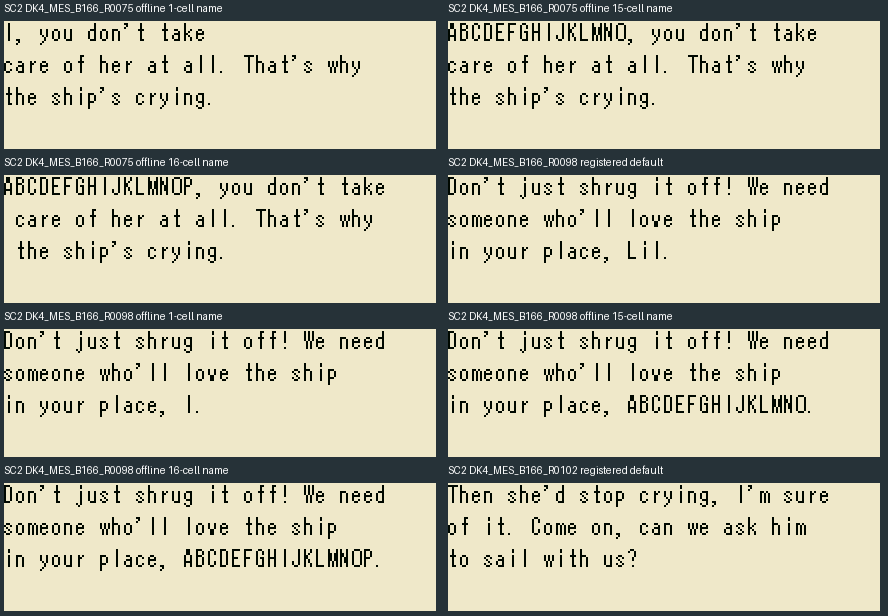 SC2 DK4_MES_B166_R0075 offline 1-cell name
I, you don't take
care of her at all. That's why
the ship's crying.
SC2 DK4_MES_B166_R0075 offline 15-cell name
ABCDEFGHIJKLMNO, you don't take
care of her at all. That's why
the ship's crying.
SC2 DK4_MES_B166_R0075 offline 16-cell name
ABCDEFGHIJKLMNOP, you don't take
care of her at all. That's why
the ship's crying.
SC2 DK4_MES_B166_R0098 registered default
Don't just shrug it off! We need
someone who'll love the ship
in your place, Lil.
SC2 DK4_MES_B166_R0098 offline 1-cell name
Don't just shrug it off! We need
someone who'll love the ship
in your place, I.
SC2 DK4_MES_B166_R0098 offline 15-cell name
Don't just shrug it off! We need
someone who'll love the ship
in your place, ABCDEFGHIJKLMNO.
SC2 DK4_MES_B166_R0098 offline 16-cell name
Don't just shrug it off! We need
someone who'll love the ship
in your place, ABCDEFGHIJKLMNOP.
SC2 DK4_MES_B166_R0102 registered default
Then she'd stop crying, I'm sure
of it. Come on, can we ask him
to sail with us?